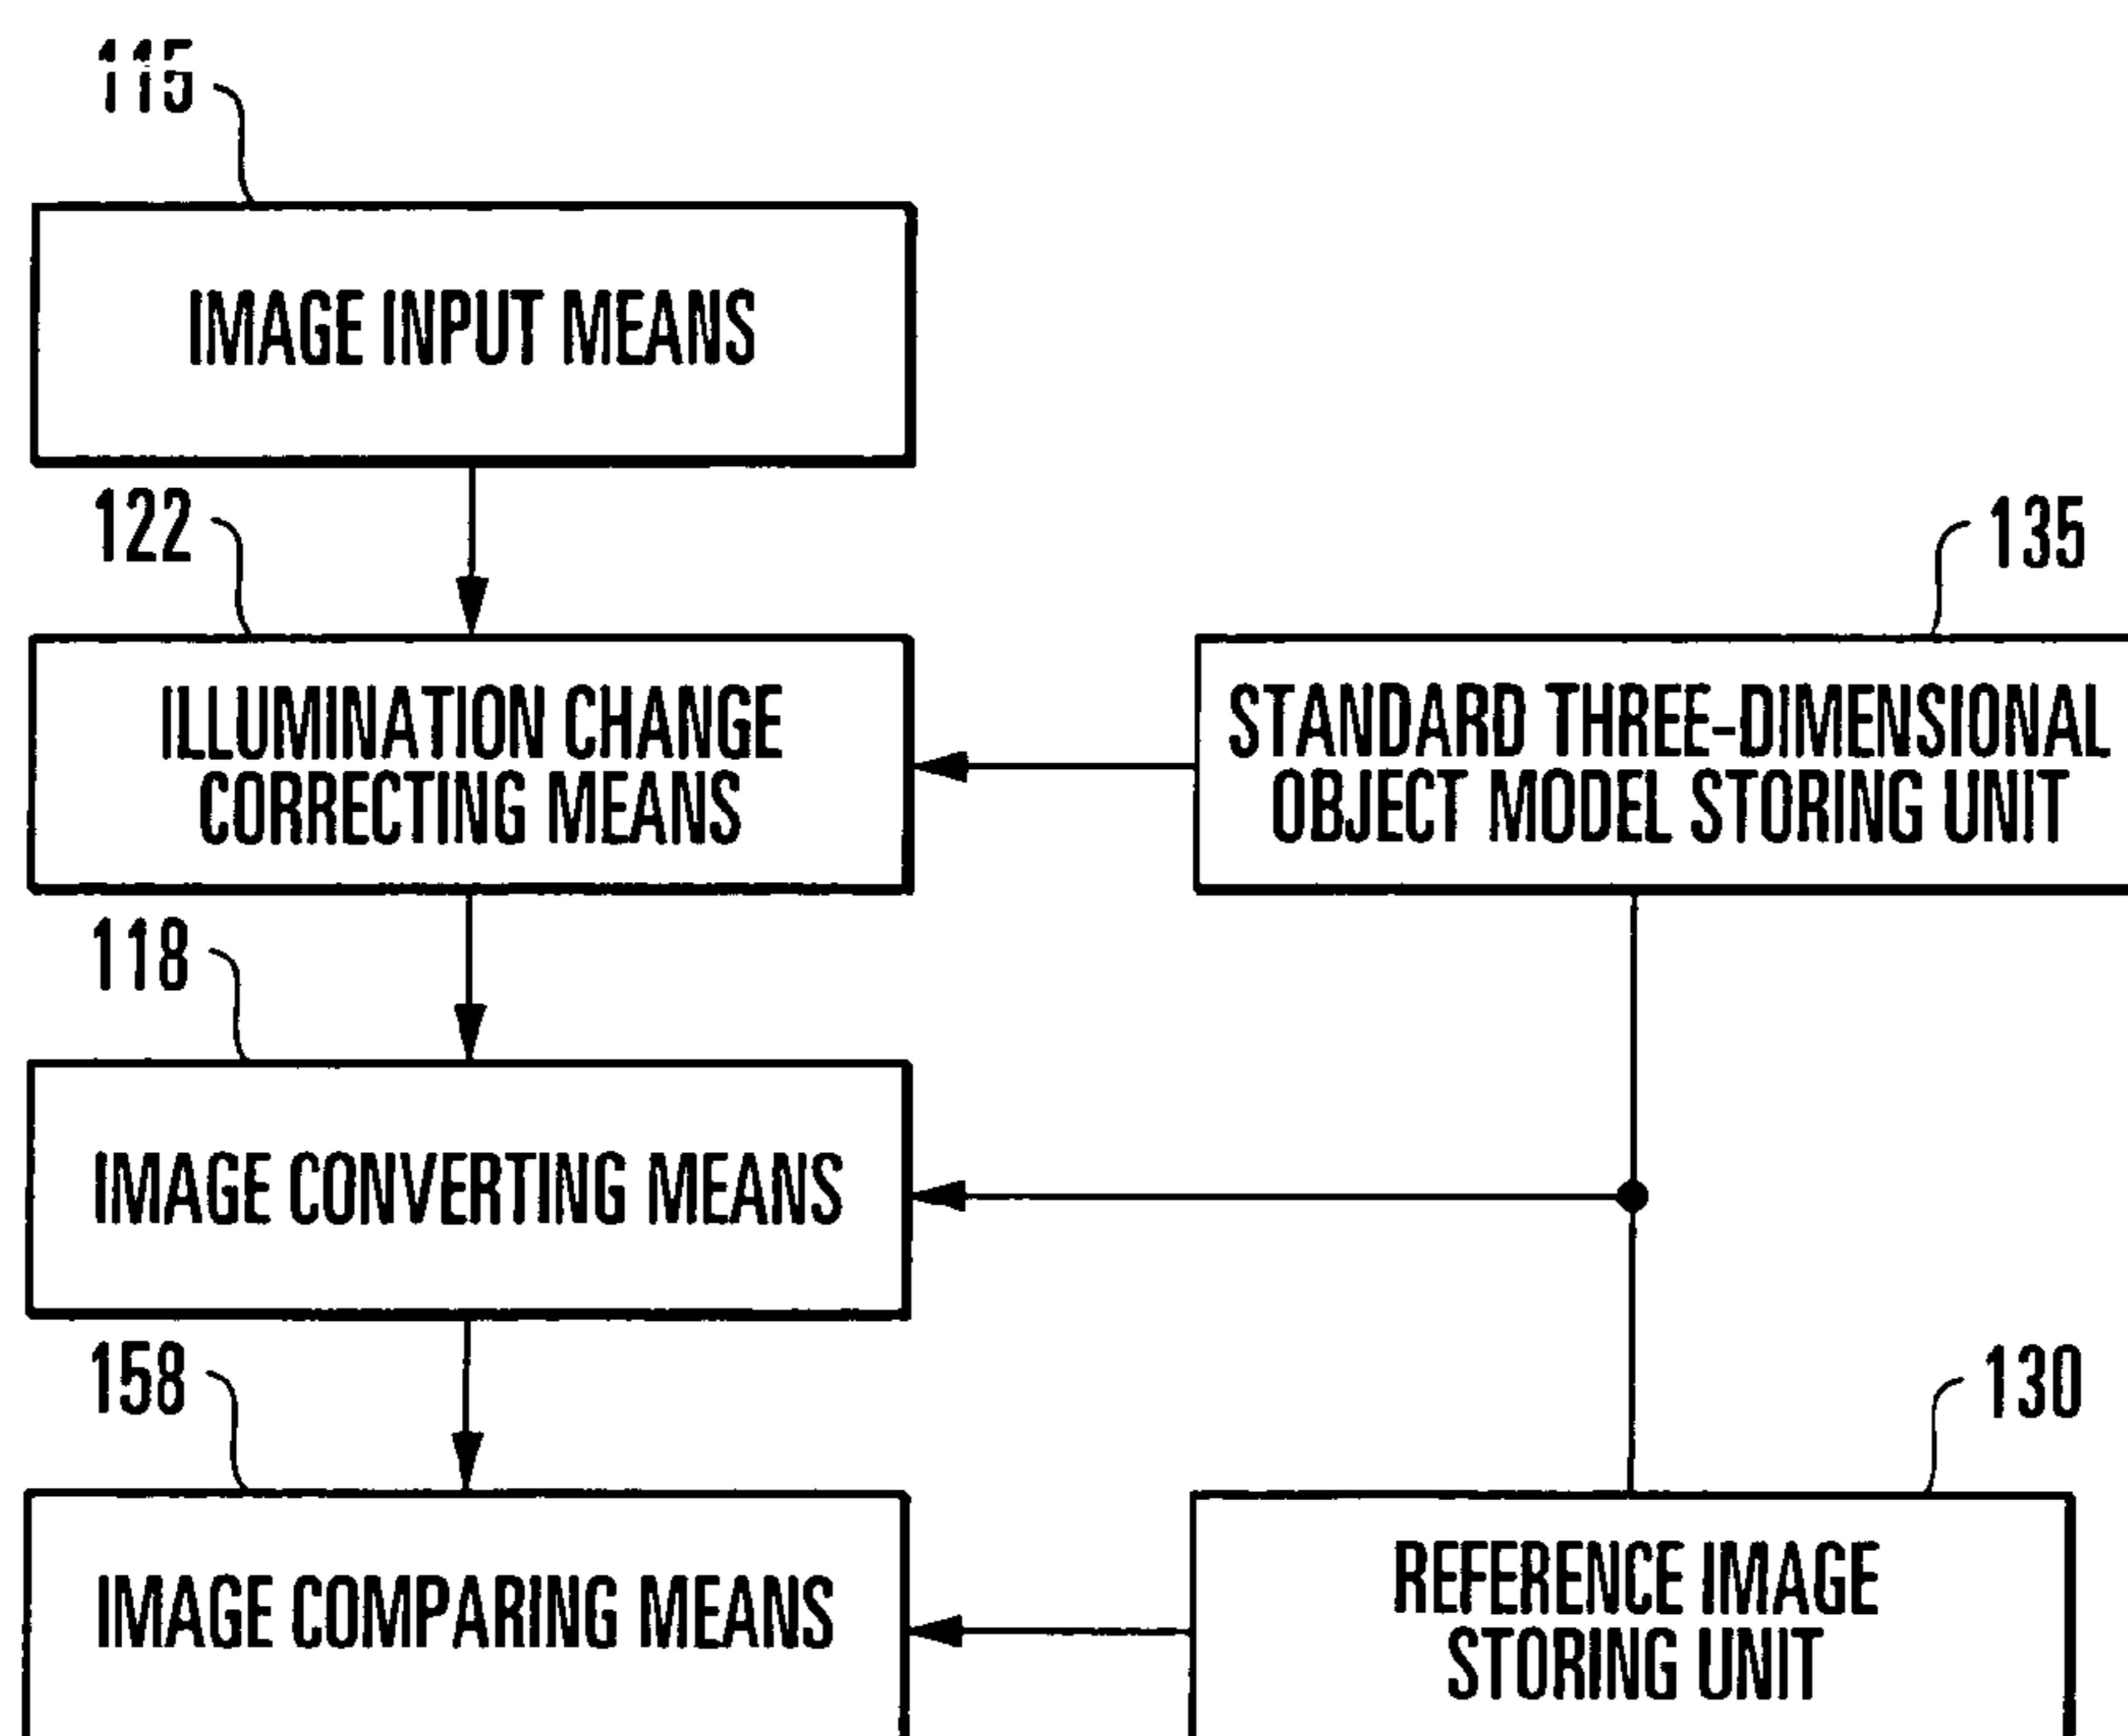 115
IMAGE INPUT MEANS
122
135
ILLUMINATION CHANGE
CORRECTING MEANS
STANDARD THREE-DIMENSIONAL
OBJECT MODEL STORING UNIT
118
IMAGE CONVERTING MEANS
158
130
IMAGE COMPARING MEANS
REFERENCE IMAGE
STORING UNIT